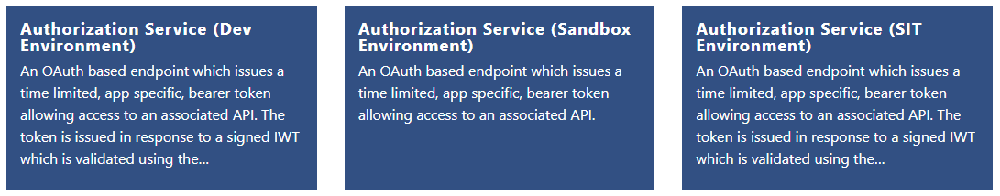 Authorization Service (Dev
Environment)
An OAuth based endpoint which issues a
time limited, app specific, bearer token
allowing access to an associated API. The
token is issued in response to a signed IWT
which is validated using the...
Authorization Service (Sandbox
Environment)
An OAuth based endpoint which issues a
time limited, app specific, bearer token
allowing access to an associated API.
Authorization Service (SIT
Environment)
An OAuth based endpoint which issues a
time limited, app specific, bearer token
allowing access to an associated API. The
token is issued in response to a signed IWT
which is validated using the...